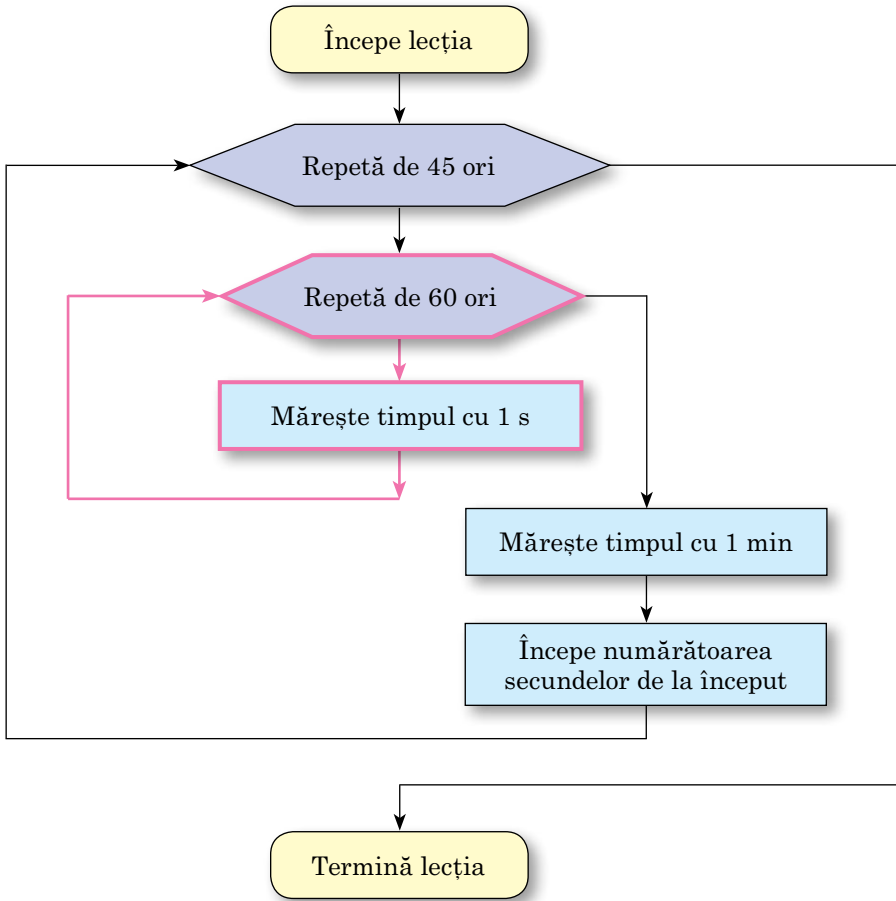 Începe lecția
Repetă de 45 ori
Repetă de 60 ori
Mărește timpul cu 1 s
Mărește timpul cu 1 min
Începe numărătoarea
secundelor de la început
Termină lecția